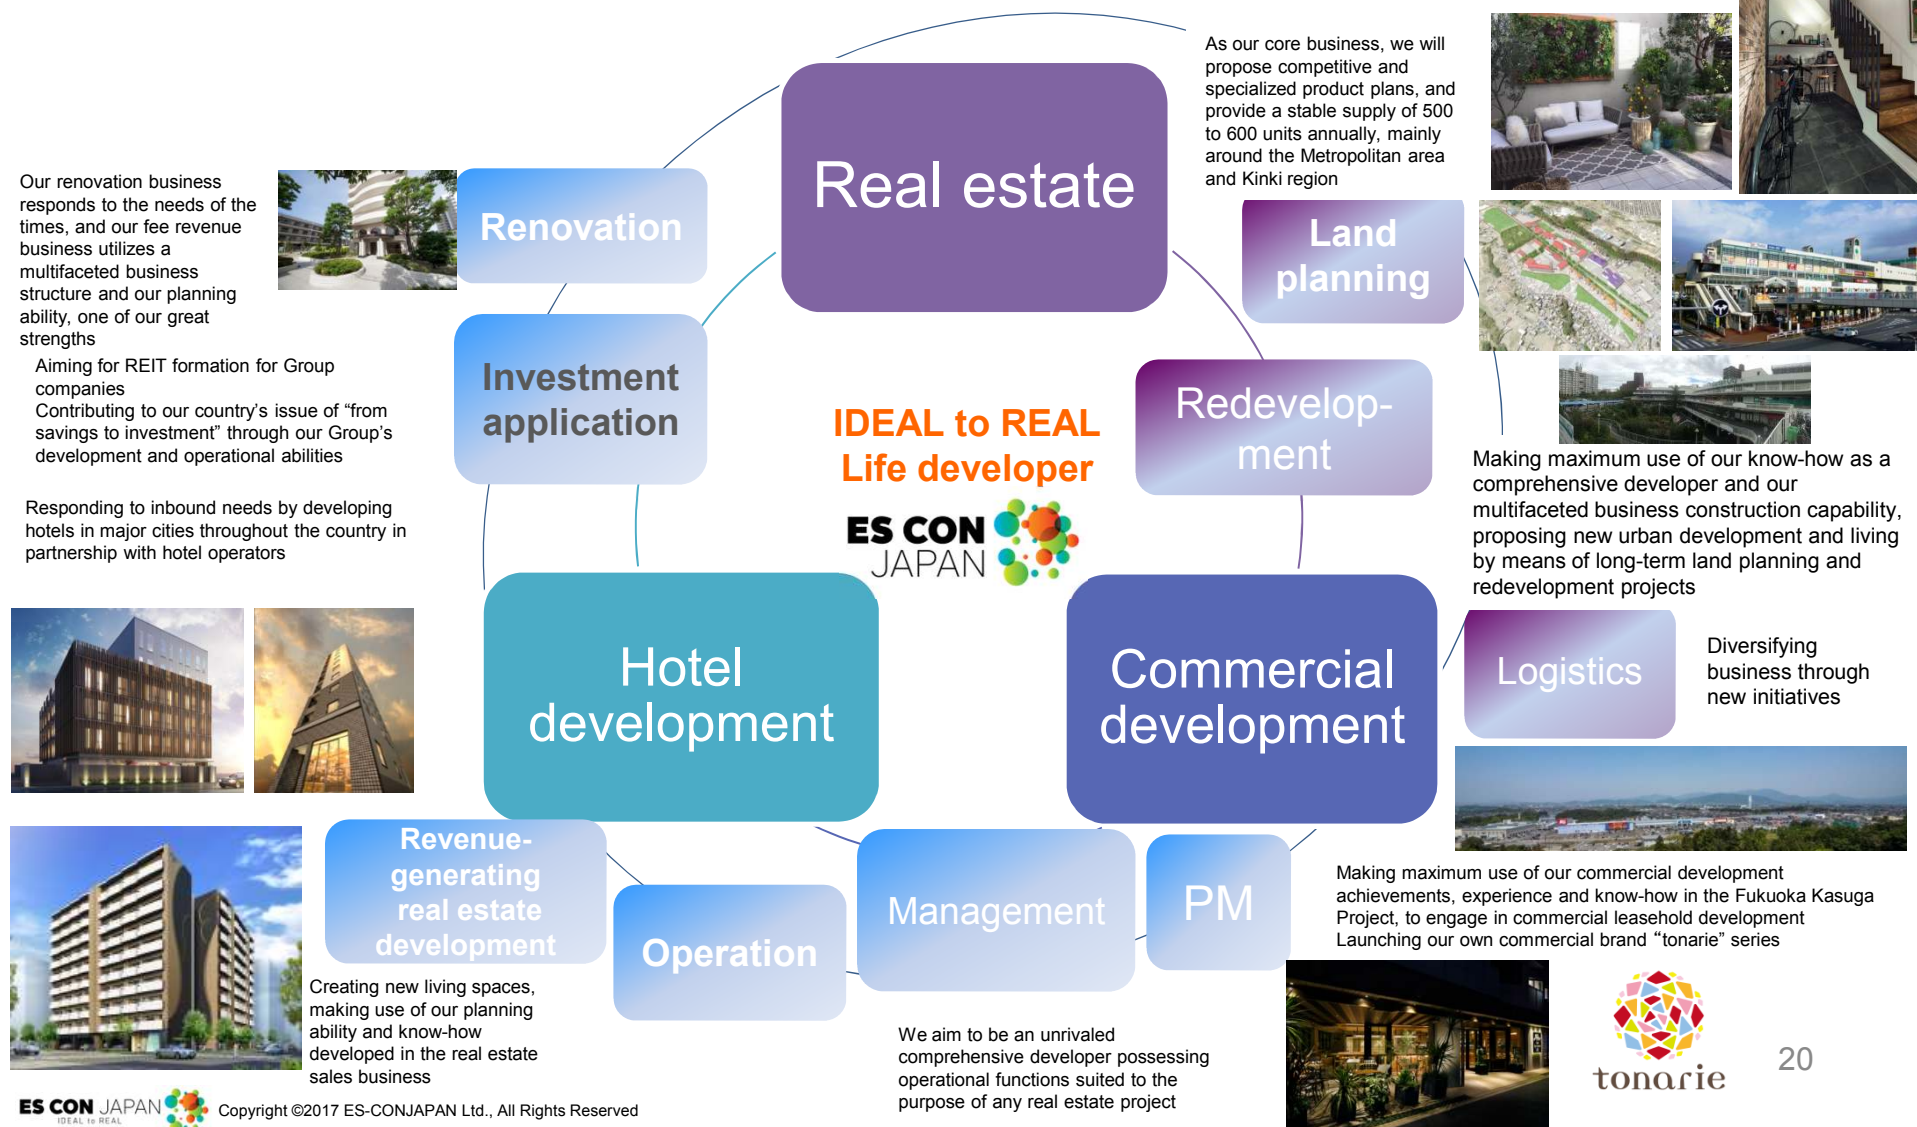 As our core business, we will
propose competitive and
specialized product plans, and
provide a stable supply of 500
to 600 units annually, mainly
around the Metropolitan area
and Kinki region
Real estate
Our renovation business
responds to the needs of the
times, and our fee revenue
business utilizes a
multifaceted business
structure and our planning
ability, one of our great
strengths
Renovation
Land
planning
Aiming for REIT formation for Group
companies
Contributing to our country's issue of “from
savings to investment” through our Group's
development and operational abilities
Investment
application
Redevelop-
ment
IDEAL to REAL
Life developer
ES CON
JAPAN
Making maximum use of our know-how as a
comprehensive developer and our
multifaceted business construction capability,
proposing new urban development and living
by means of long-term land planning and
redevelopment projects
Responding to inbound needs by developing
hotels in major cities throughout the country in
partnership with hotel operators
Hotel
development
Commercial
development
Logistics
Diversifying
business through
new initiatives
Revenue-
generating
real estate
development
Operation
Management
PM
Making maximum use of our commercial development
achievements, experience and know-how in the Fukuoka Kasuga
Project, to engage in commercial leasehold development
Launching our own commercial brand “tonarie” series
Creating new living spaces,
making use of our planning
ability and know-how
developed in the real estate
sales business
We aim to be an unrivaled
comprehensive developer possessing
operational functions suited to the
purpose of any real estate project
tonarie
20
ES CON JAPAN
IDEAL to REAL
Copyright ©2017 ES-CONJAPAN Ltd., All Rights Reserved